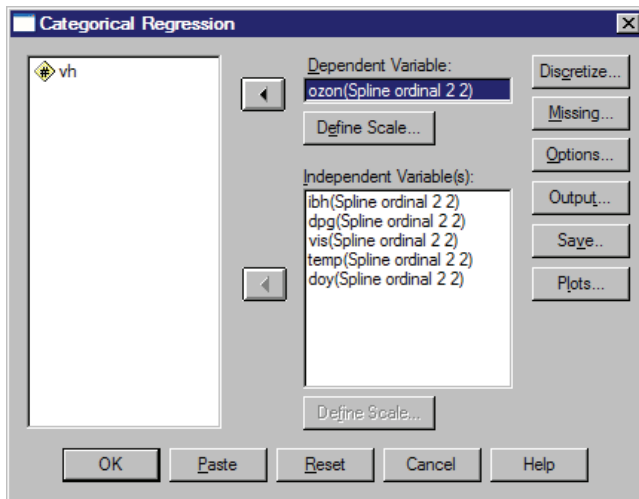 Categorical Regression
vh
Dependent Variable:
ozon(Spline ordinal 2 2)
Define Scale...
Independent Variable(s):
ibh(Spline ordinal 2 2)
dpg(Spline ordinal 2 2)
vis(Spline ordinal 2 2)
temp(Spline ordinal 2 2)
doy(Spline ordinal 2 2)
Define Scale...
Discretize...
Missing...
Options...
Output...
Save..
Plots...
OK
Paste
Reset
Cancel
Help